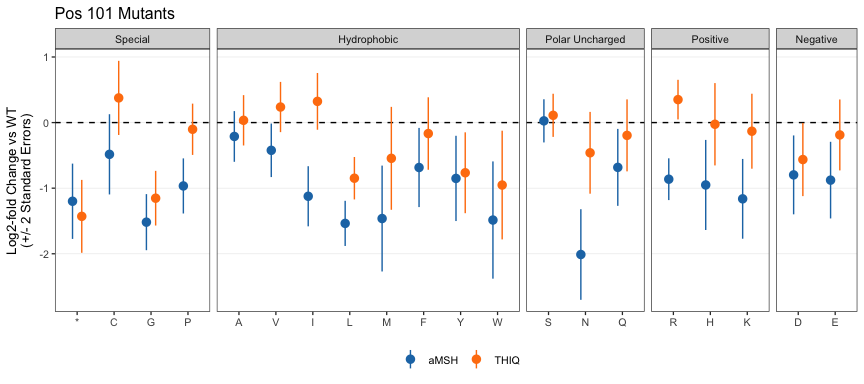 Pos 101 Mutants
Special Hydrophobic Polar Uncharged Positive Negative
Log2-fold Change vs WT
(+/- 2 Standard Errors)
1
0
-1
-2
* C G P A V I L M F Y W S N Q R H K D E
aMSH THIQ